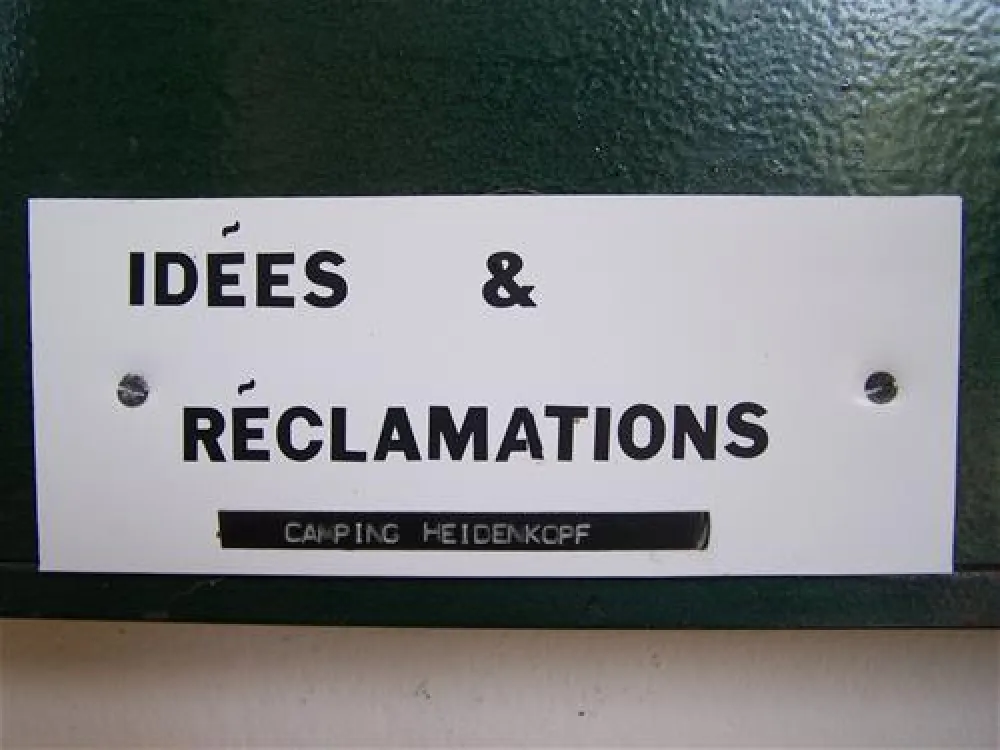 IDÉES &
RÉCLAMATIONS
CAMPING HEIDENKOPF